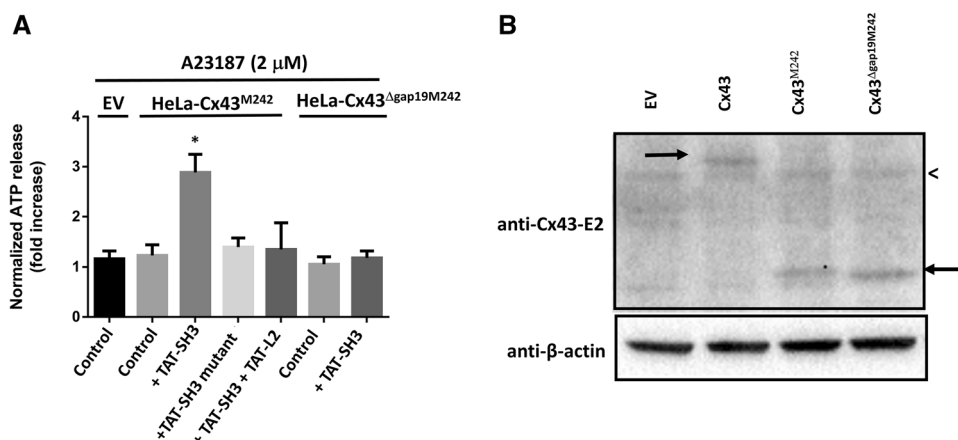 A
A23187 (2 μM)
EV HeLa-Cx43M242 HeLa-Cx43Δgap19M242
Normalized ATP release
(fold increase)
4
3
2
1
0
*
Control
Control
+ TAT-SH3
+TAT-SH3 mutant
+ TAT-SH3 + TAT-L2
Control
+ TAT-SH3
B
EV
Cx43
Cx43M242
Cx43Δgap19M242
anti-Cx43-E2
<
anti-β-actin